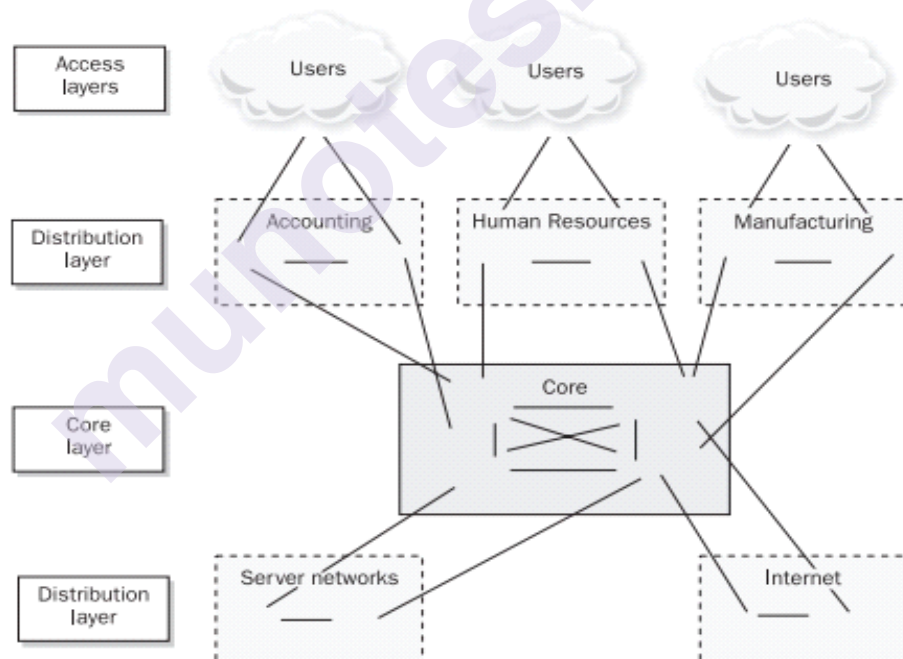 Access
layers
Users
Users
Users
Distribution
layer
Accounting
Human Resources
Manufacturing
Core
layer
Core
Distribution
layer
Server networks
Internet
munotes